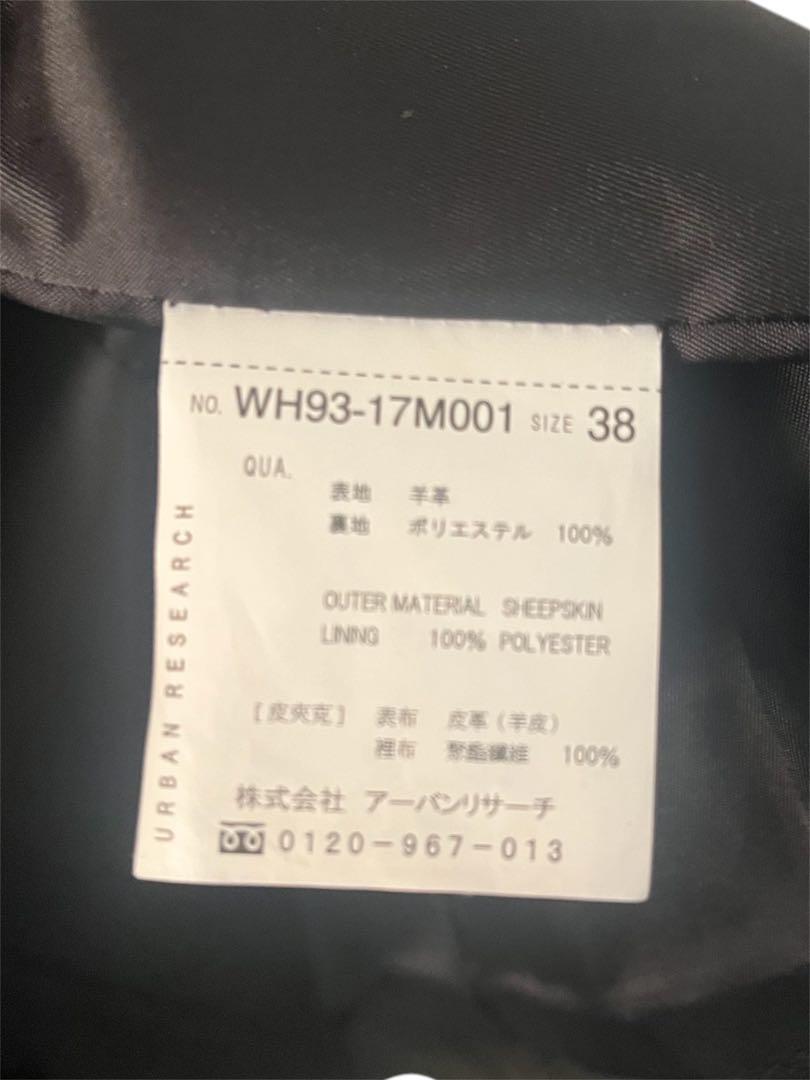 NO. WH93-17M001 SIZE 38
QUA.
表地 羊革
裏地 ポリエステル 100%
OUTER MATERIAL SHEEPSKIN
LINING 100% POLYESTER
[皮夾克] 表布 皮革(羊皮)
裡布 聚酯纖維 100%
株式会社 アーバンリサーチ
0120-967-013
URBAN RESEARCH